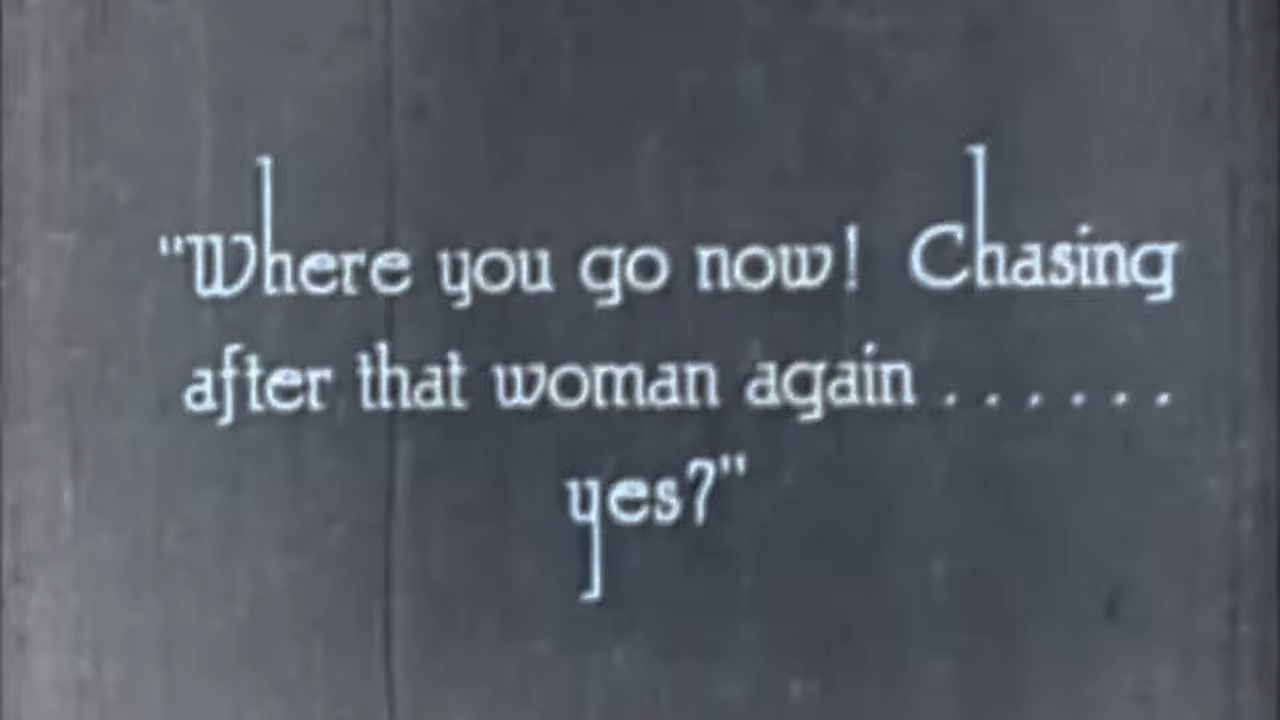 "Where you go now! Chasing
after that woman again . . . . . .
yes?"